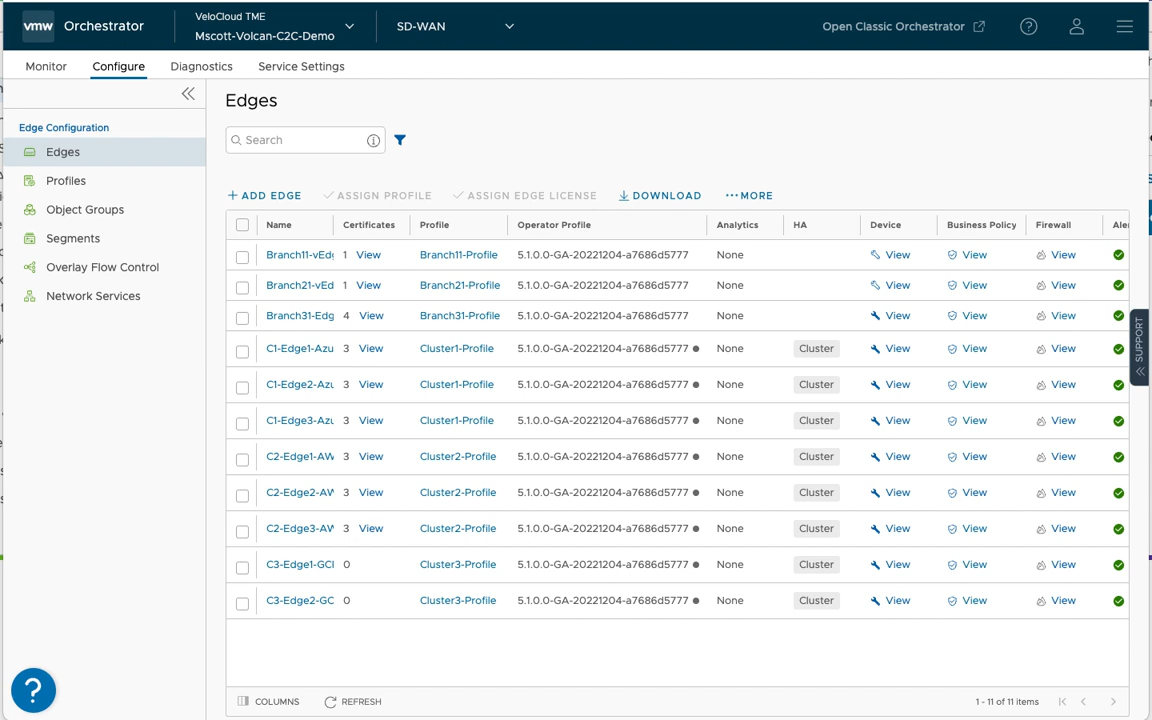 vmw Orchestrator
VeloCloud TME
Mscott-Volcan-C2C-Demo
SD-WAN
Open Classic Orchestrator
Monitor Configure Diagnostics Service Settings
Edge Configuration
Edges
Profiles
Object Groups
Segments
Overlay Flow Control
Network Services
Edges
Search
ADD EDGE ASSIGN PROFILE ASSIGN EDGE LICENSE DOWNLOAD MORE
Name Certificates Profile Operator Profile Analytics HA Device Business Policy Firewall Aler
Branch11-vEdg 1 View Branch11-Profile 5.1.0.0-GA-20221204-a7686d5777 None View View View
Branch21-vEd 1 View Branch21-Profile 5.1.0.0-GA-20221204-a7686d5777 None View View View
Branch31-Edg 4 View Branch31-Profile 5.1.0.0-GA-20221204-a7686d5777 None View View View
C1-Edge1-Azu 3 View Cluster1-Profile 5.1.0.0-GA-20221204-a7686d5777 None Cluster View View View
C1-Edge2-Azu 3 View Cluster1-Profile 5.1.0.0-GA-20221204-a7686d5777 None Cluster View View View
C1-Edge3-Azu 3 View Cluster1-Profile 5.1.0.0-GA-20221204-a7686d5777 None Cluster View View View
C2-Edge1-AW 3 View Cluster2-Profile 5.1.0.0-GA-20221204-a7686d5777 None Cluster View View View
C2-Edge2-AW 3 View Cluster2-Profile 5.1.0.0-GA-20221204-a7686d5777 None Cluster View View View
C2-Edge3-AW 3 View Cluster2-Profile 5.1.0.0-GA-20221204-a7686d5777 None Cluster View View View
C3-Edge1-GCI 0 Cluster3-Profile 5.1.0.0-GA-20221204-a7686d5777 None Cluster View View View
C3-Edge2-GC 0 Cluster3-Profile 5.1.0.0-GA-20221204-a7686d5777 None Cluster View View View
SUPPORT
COLUMNS REFRESH 1 - 11 of 11 items